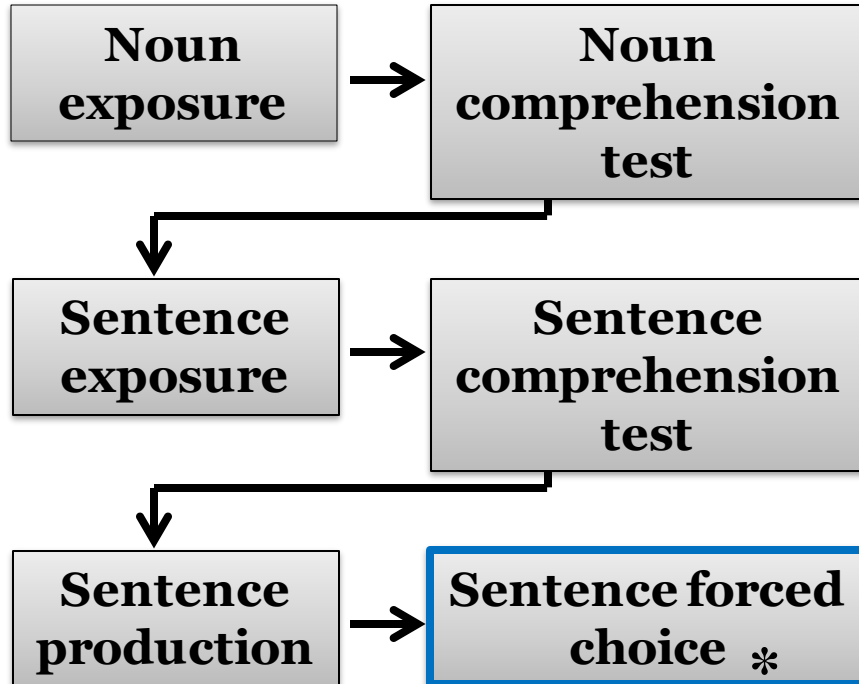 Noun
exposure
Noun
comprehension
test
Sentence
exposure
Sentence
comprehension
test
Sentence
production
Sentence forced
choice *